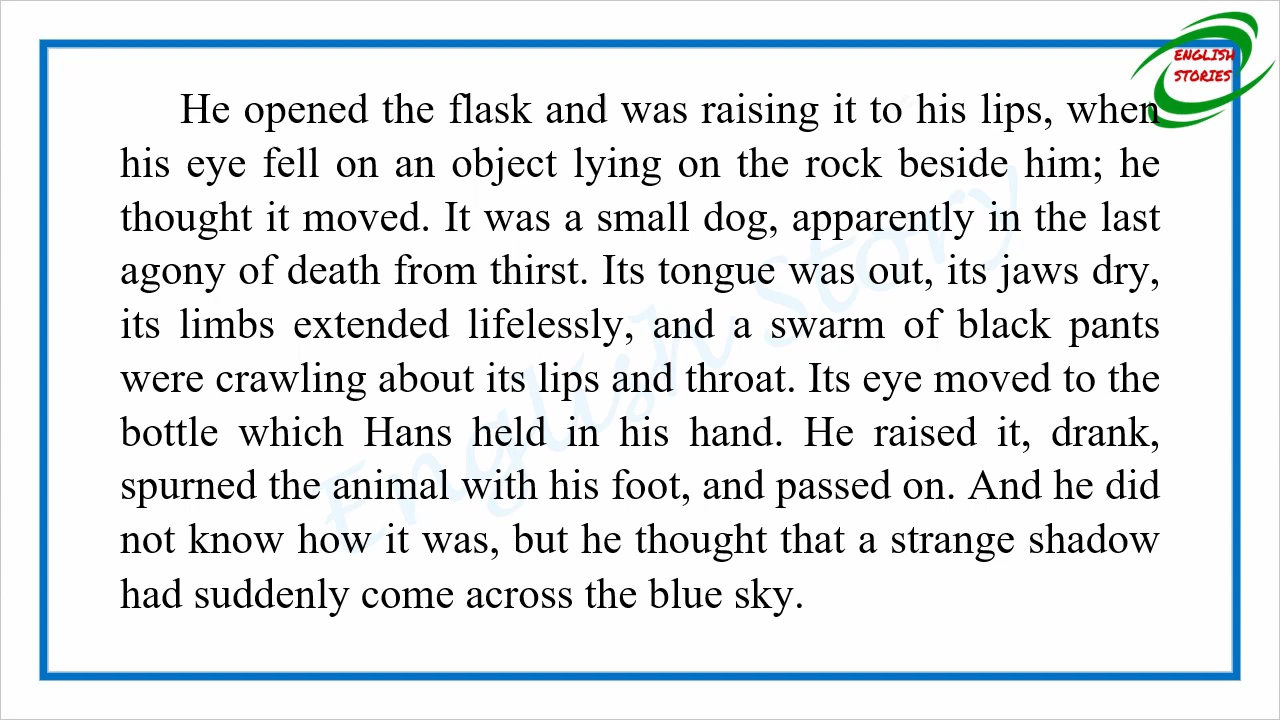 ENGLISH
STORIES
He opened the flask and was raising it to his lips, when
his eye fell on an object lying on the rock beside him; he
thought it moved. It was a small dog, apparently in the last
agony of death from thirst. Its tongue was out, its jaws dry,
its limbs extended lifelessly, and a swarm of black pants
were crawling about its lips and throat. Its eye moved to the
bottle which Hans held in his hand. He raised it, drank,
spurned the animal with his foot, and passed on. And he did
not know how it was, but he thought that a strange shadow
had suddenly come across the blue sky.
English Story